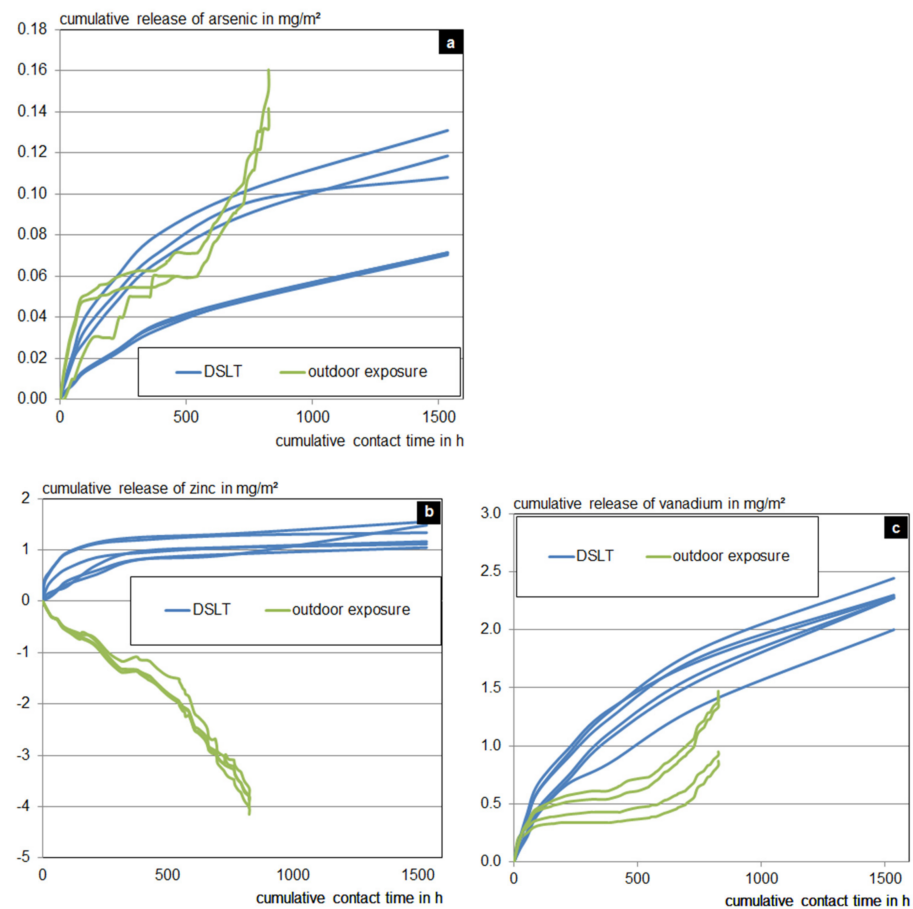 cumulative release of arsenic in mg/m²
a
0.18
0.16
0.14
0.12
0.10
0.08
0.06
0.04
0.02
0.00
DSLT outdoor exposure
0 500 1000 1500
cumulative contact time in h
cumulative release of zinc in mg/m²
b
2
1
0
-1
-2
-3
-4
-5
DSLT outdoor exposure
0 500 1000 1500
cumulative contact time in h
cumulative release of vanadium in mg/m²
c
3.0
2.5
2.0
1.5
1.0
0.5
0.0
DSLT outdoor exposure
0 500 1000 1500
cumulative contact time in h